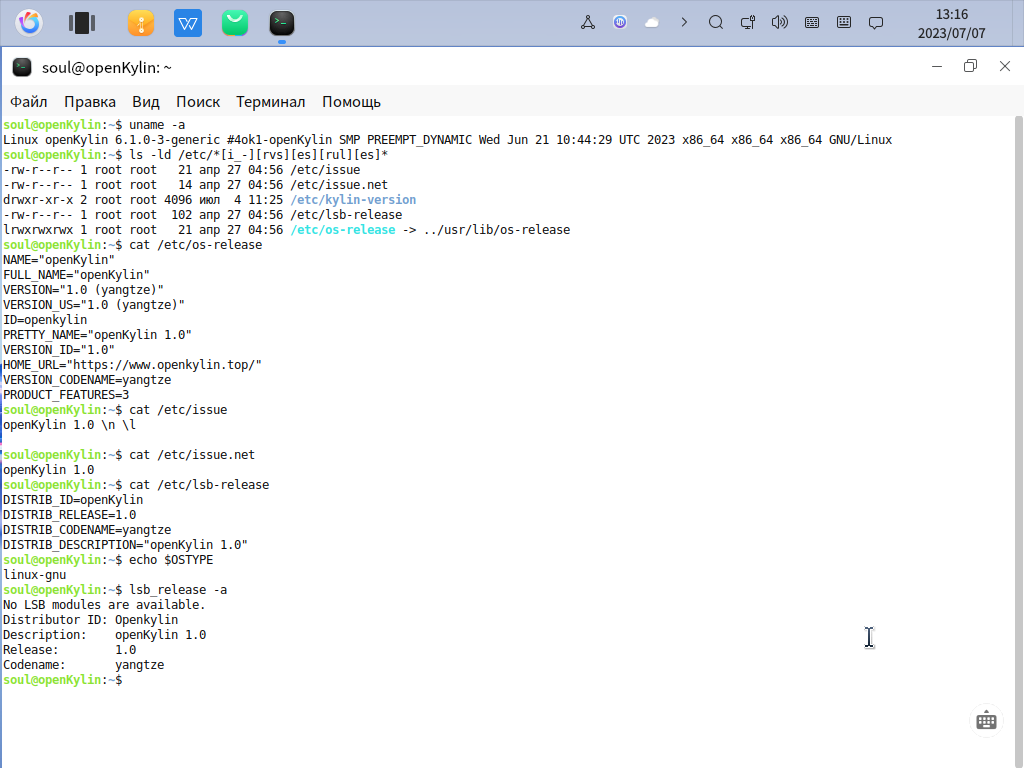 13:16
2023/07/07
soul@openKylin: ~
Файл Правка Вид Поиск Терминал Помощь
soul@openKylin:~$ uname -a
Linux openKylin 6.1.0-3-generic #4ok1-openKylin SMP PREEMPT_DYNAMIC Wed Jun 21 10:44:29 UTC 2023 x86_64 x86_64 x86_64 GNU/Linux
soul@openKylin:~$ ls -ld /etc/*[i_-][rvs][es][rul][es]*
-rw-r--r-- 1 root root   21 апр 27 04:56 /etc/issue
-rw-r--r-- 1 root root   14 апр 27 04:56 /etc/issue.net
drwxr-xr-x 2 root root 4096 июл  4 11:25 /etc/kylin-version
-rw-r--r-- 1 root root  102 апр 27 04:56 /etc/lsb-release
lrwxrwxrwx 1 root root   21 апр 27 04:56 /etc/os-release -> ../usr/lib/os-release
soul@openKylin:~$ cat /etc/os-release
NAME="openKylin"
FULL_NAME="openKylin"
VERSION="1.0 (yangtze)"
VERSION_US="1.0 (yangtze)"
ID=openkylin
PRETTY_NAME="openKylin 1.0"
VERSION_ID="1.0"
HOME_URL="https://www.openkylin.top/"
VERSION_CODENAME=yangtze
PRODUCT_FEATURES=3
soul@openKylin:~$ cat /etc/issue
openKylin 1.0 \n \l
soul@openKylin:~$ cat /etc/issue.net
openKylin 1.0
soul@openKylin:~$ cat /etc/lsb-release
DISTRIB_ID=openKylin
DISTRIB_RELEASE=1.0
DISTRIB_CODENAME=yangtze
DISTRIB_DESCRIPTION="openKylin 1.0"
soul@openKylin:~$ echo $OSTYPE
linux-gnu
soul@openKylin:~$ lsb_release -a
No LSB modules are available.
Distributor ID: Openkylin
Description:    openKylin 1.0
Release:        1.0
Codename:       yangtze
soul@openKylin:~$